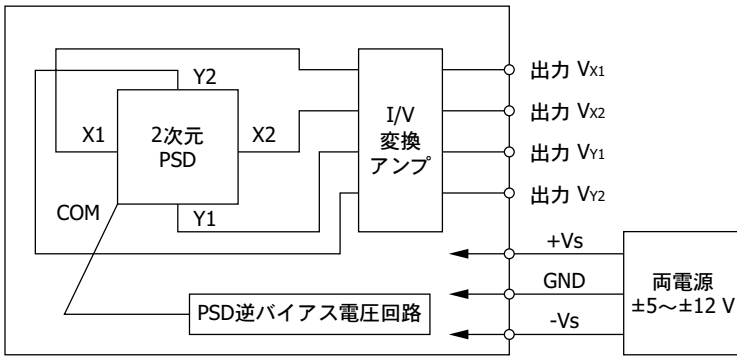 Y2
X1
2次元
PSD
X2
COM
Y1
I/V
変換
アンプ
PSD逆バイアス電圧回路
出力 VX1
出力 VX2
出力 VY1
出力 VY2
+Vs
GND
-Vs
両電源
±5～±12 V